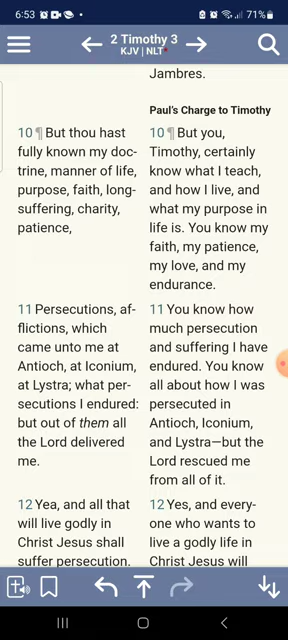 6:53 71%
2 Timothy 3
KJV | NLT*
Jambres.
Paul's Charge to Timothy
10 ¶ But thou hast
fully known my doc-
trine, manner of life,
purpose, faith, long-
suffering, charity,
patience,
10 ¶ But you,
Timothy, certainly
know what I teach,
and how I live, and
what my purpose in
life is. You know my
faith, my patience,
my love, and my
endurance.
11 Persecutions, af-
flictions, which
came unto me at
Antioch, at Iconium,
at Lystra; what per-
secutions I endured:
but out of them all
the Lord delivered
me.
11 You know how
much persecution
and suffering I have
endured. You know
all about how I was
persecuted in
Antioch, Iconium,
and Lystra—but the
Lord rescued me
from all of it.
12 Yea, and all that
will live godly in
Christ Jesus shall
suffer persecution.
12 Yes, and every-
one who wants to
live a godly life in
Christ Jesus will